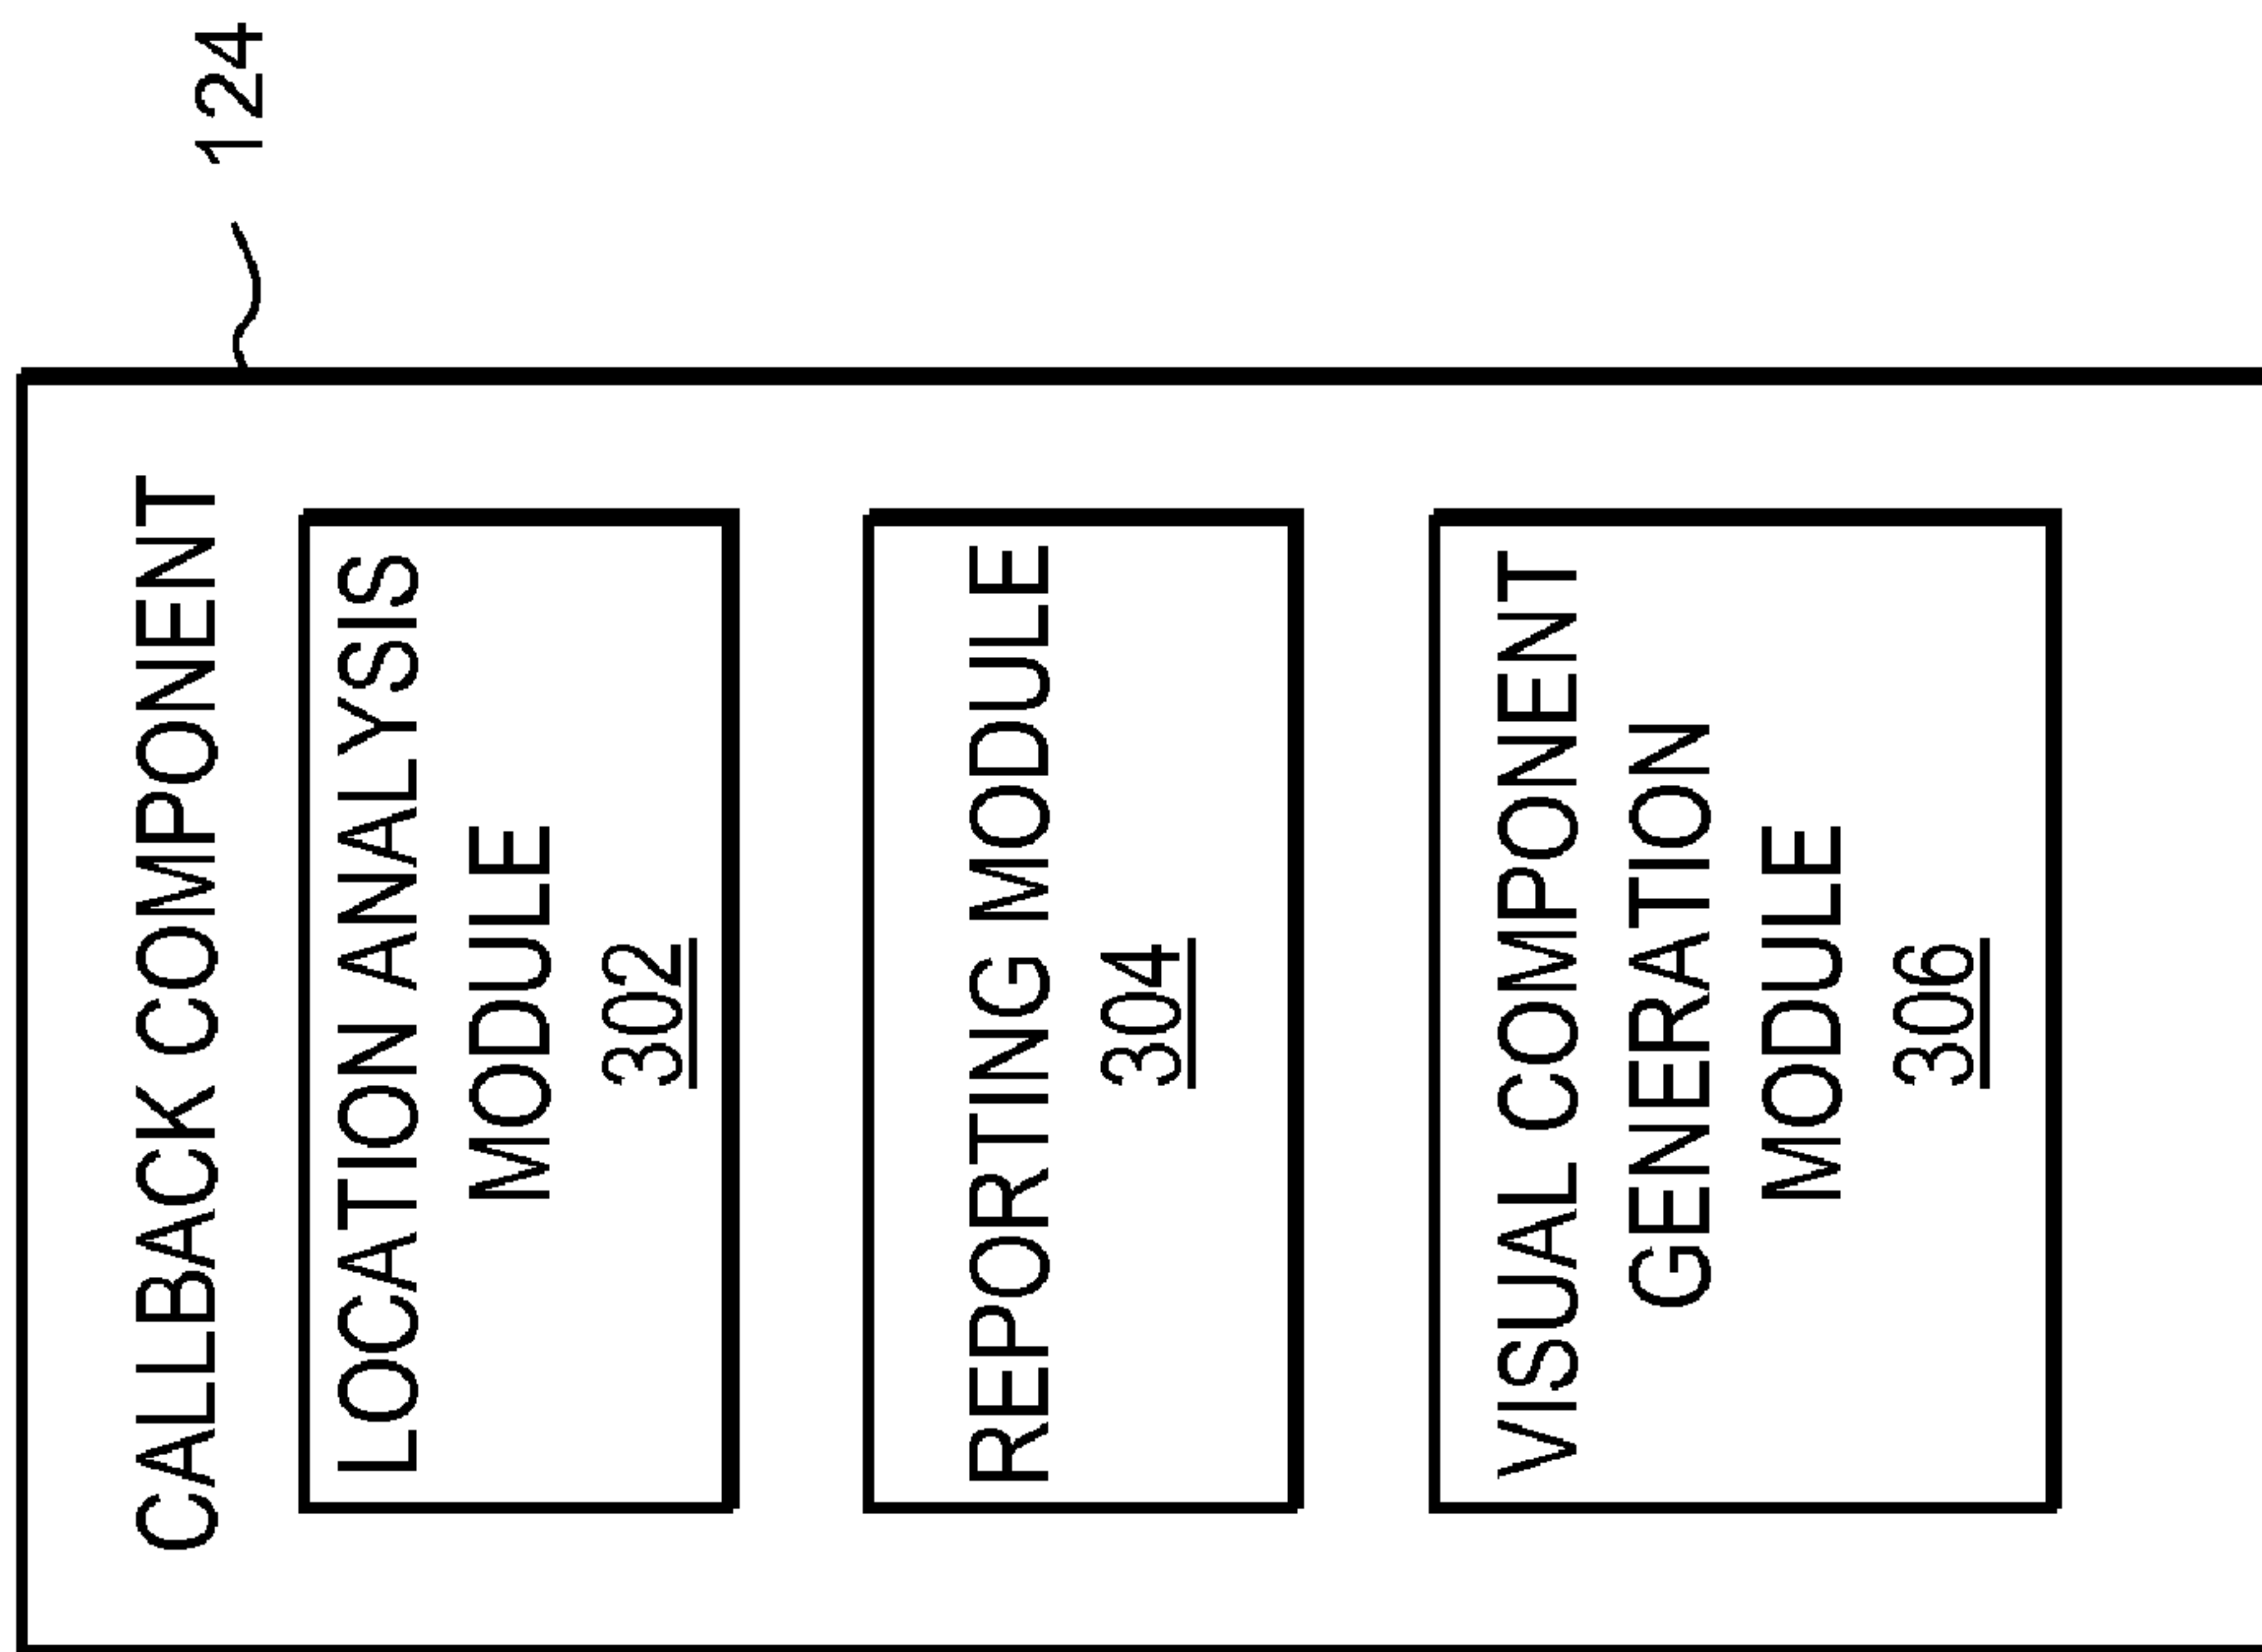 124
CALLBACK COMPONENT
LOCATION ANALYSIS
MODULE
302
REPORTING MODULE
304
VISUAL COMPONENT
GENERATION
MODULE
306